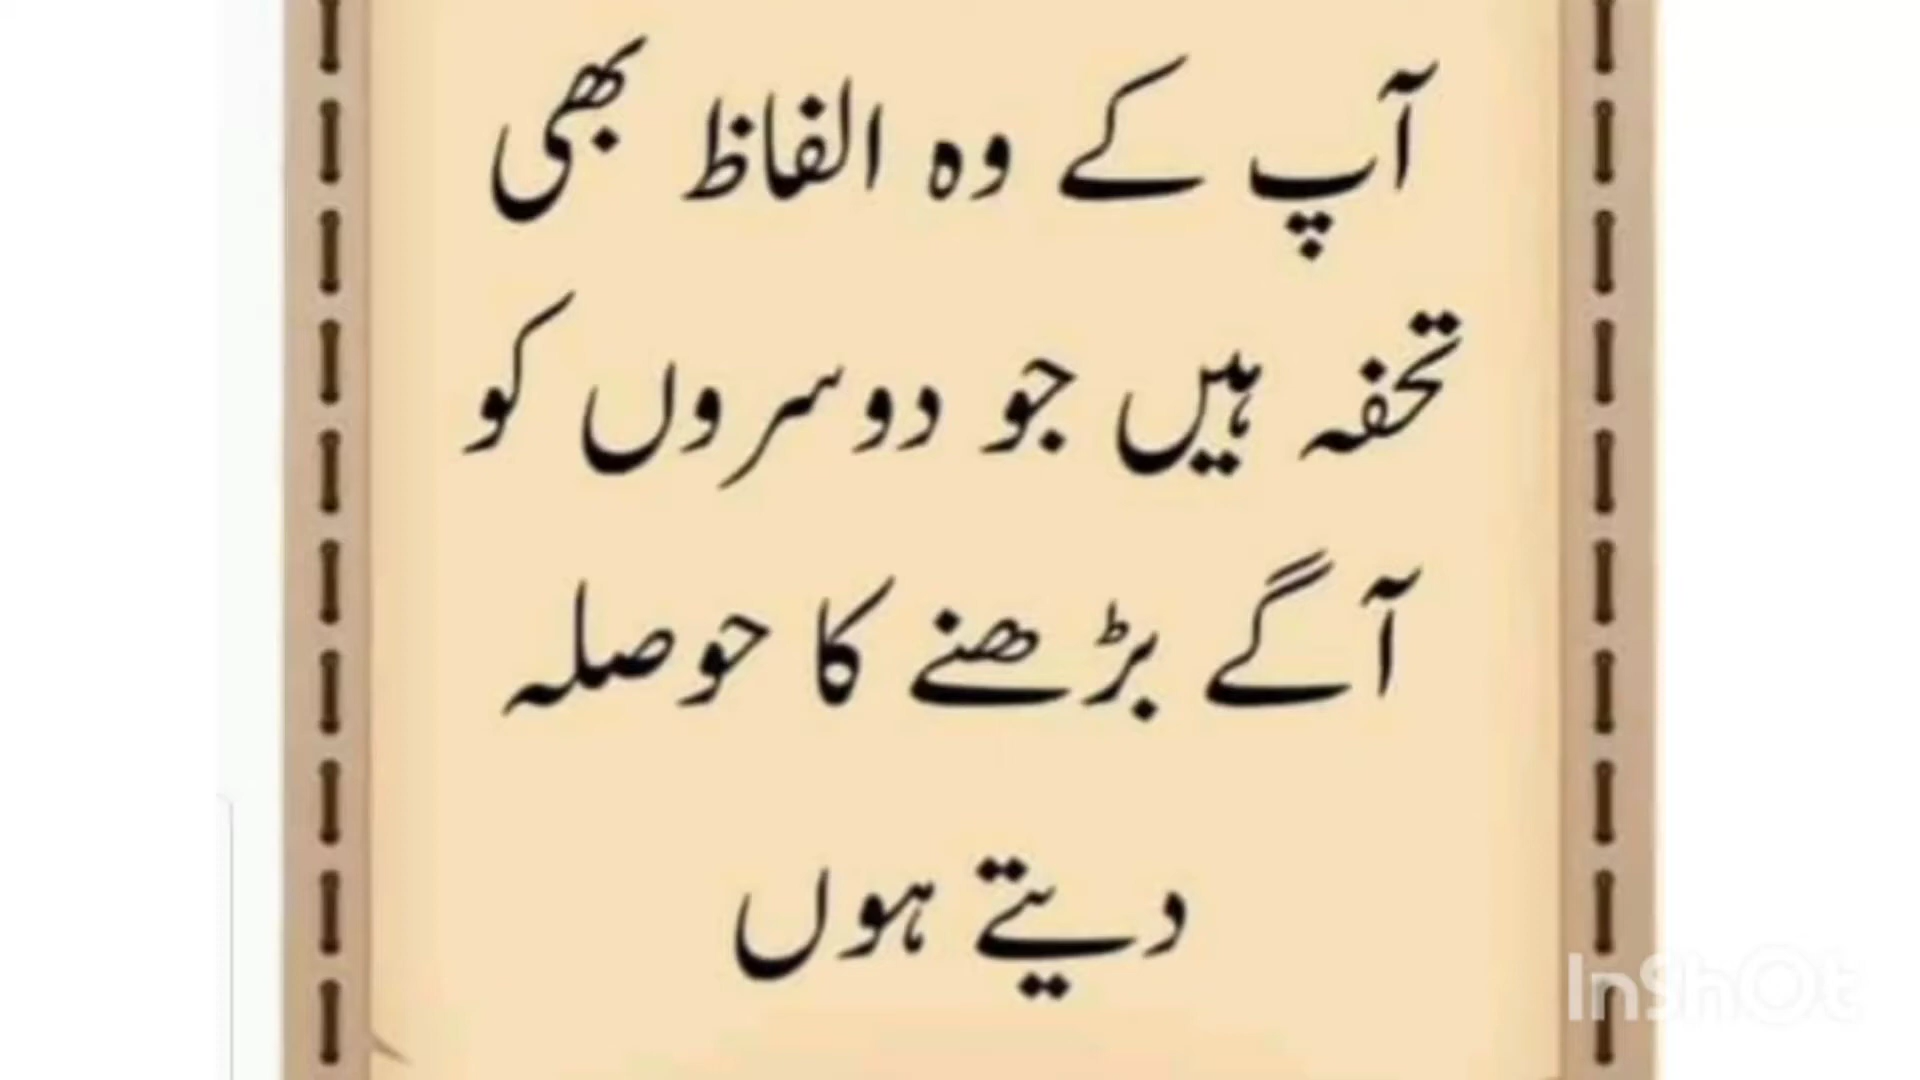 آپ کے وہ الفاظ بھی
تحفہ ہیں جو دوسروں کو
آگے بڑھنے کا حوصلہ
دیتے ہوں
InShOt